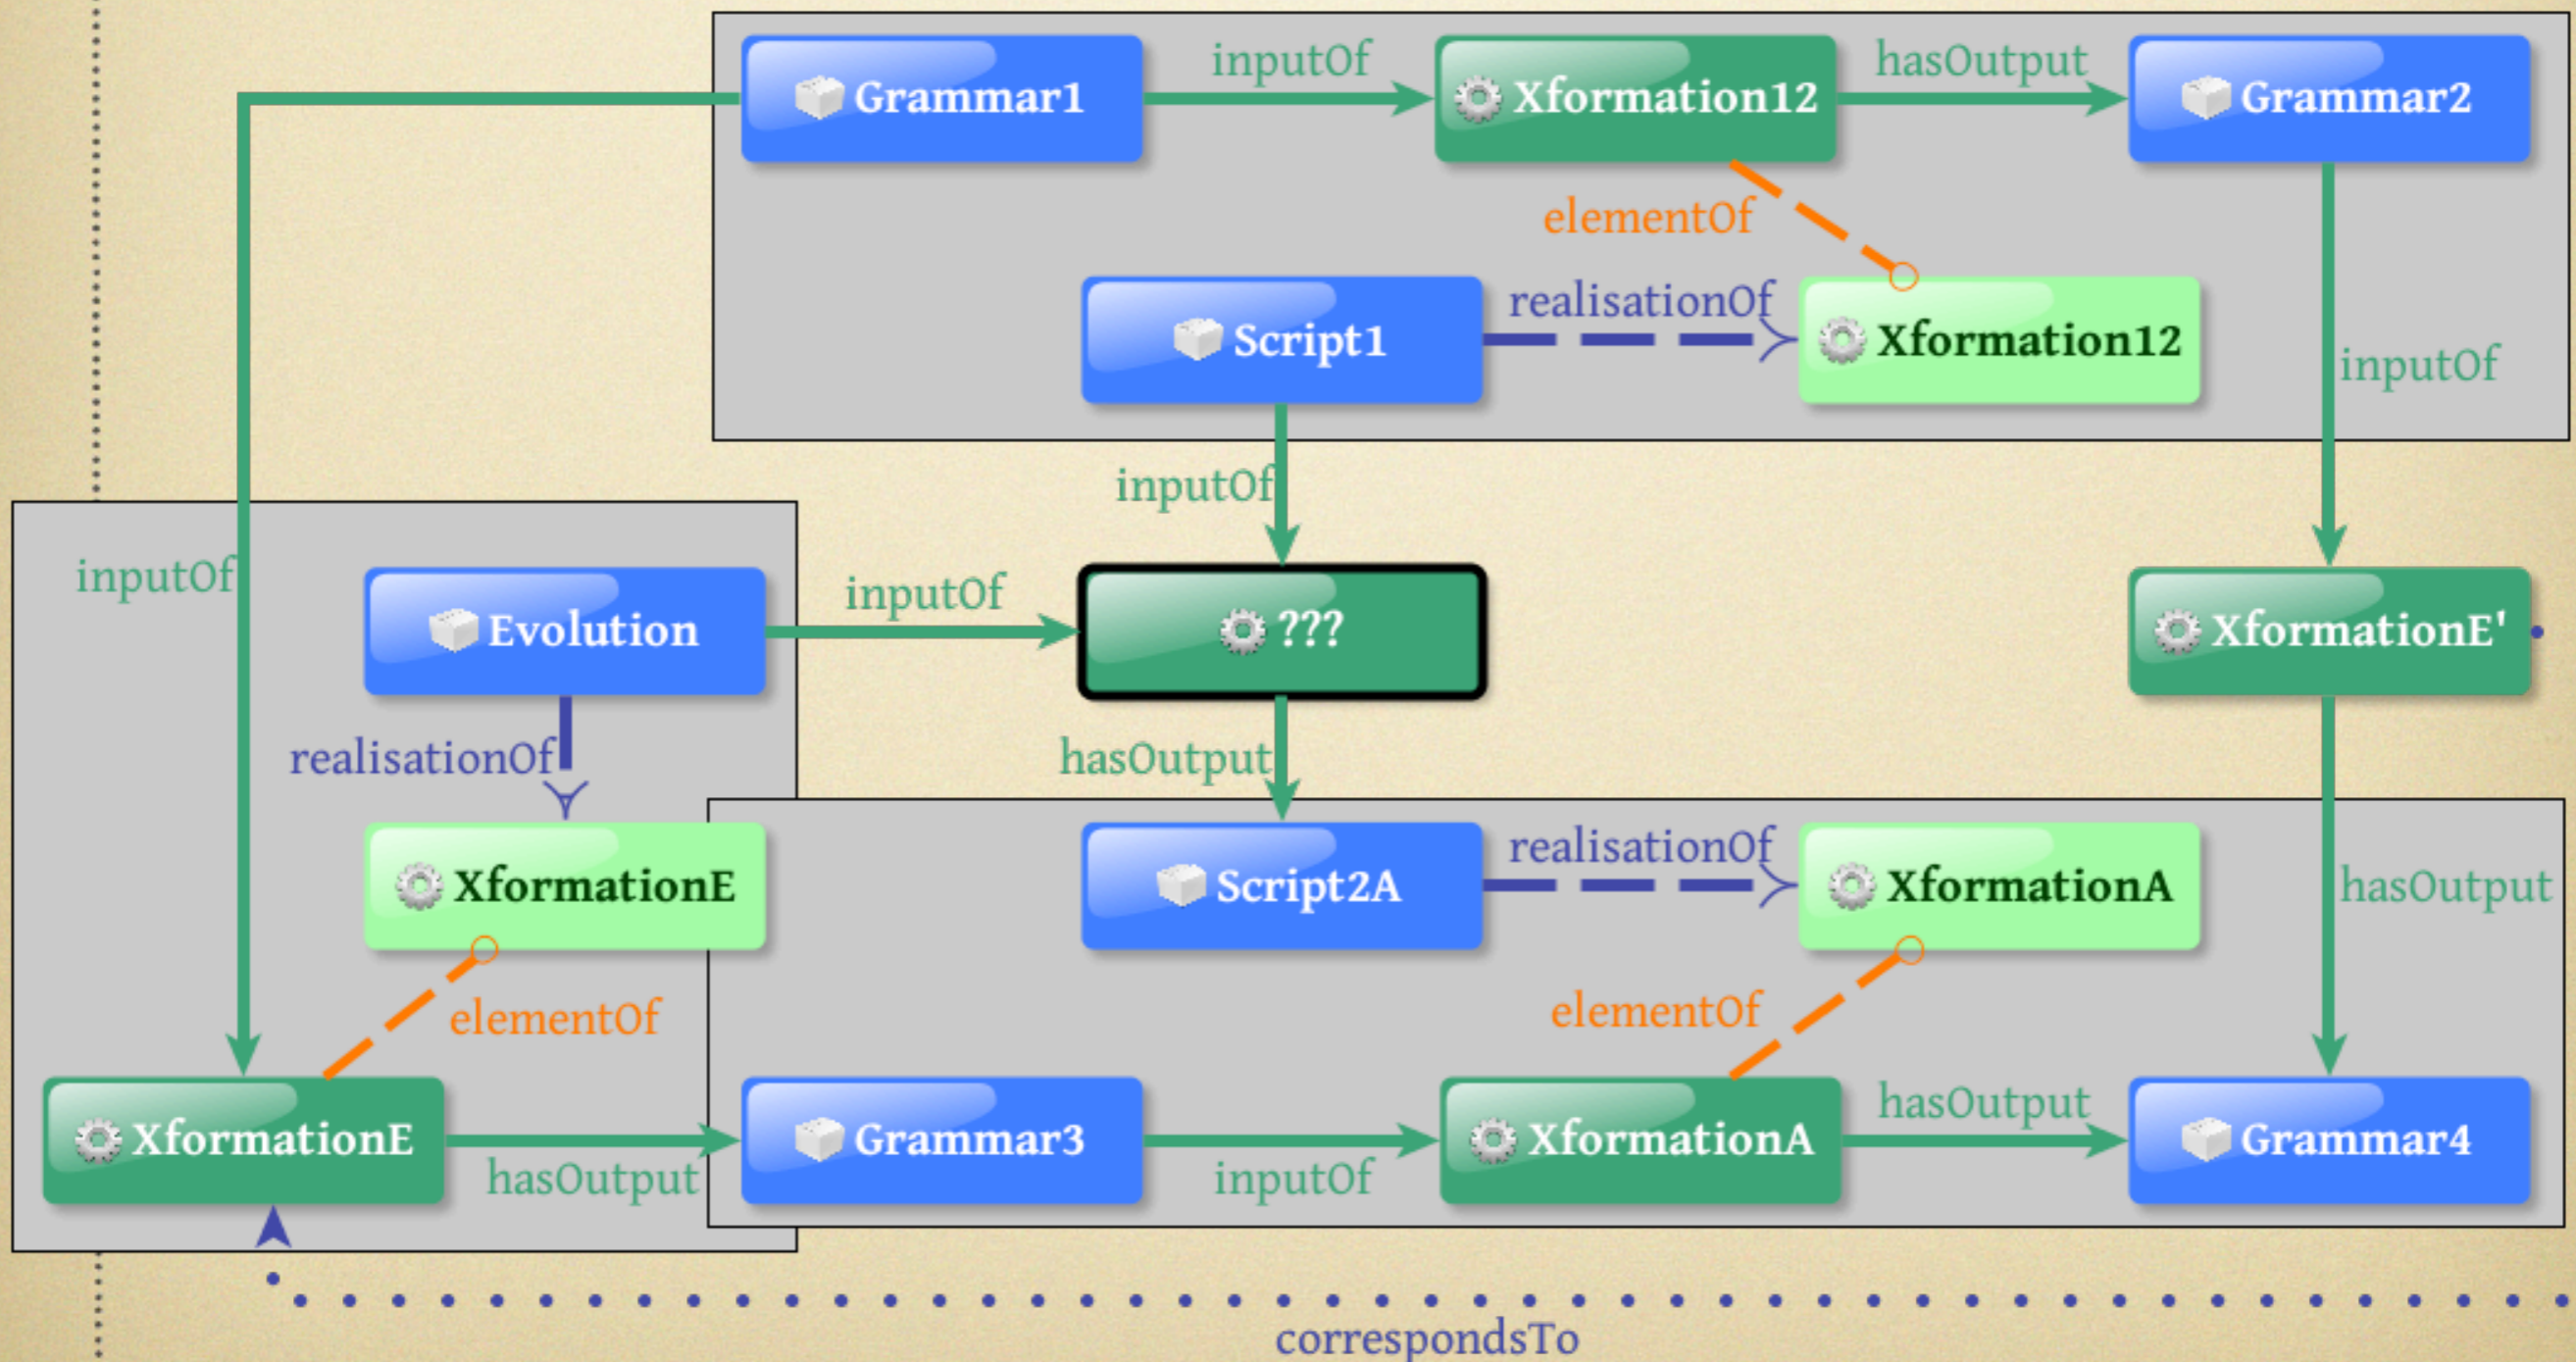 Grammar1
inputOf
Xformation12
hasOutput
Grammar2
elementOf
Script1
realisationOf
Xformation12
inputOf
inputOf
inputOf
Evolution
inputOf
???
XformationE'
realisationOf
hasOutput
XformationE
Script2A
realisationOf
XformationA
hasOutput
elementOf
elementOf
XformationE
hasOutput
Grammar3
inputOf
XformationA
hasOutput
Grammar4
correspondsTo